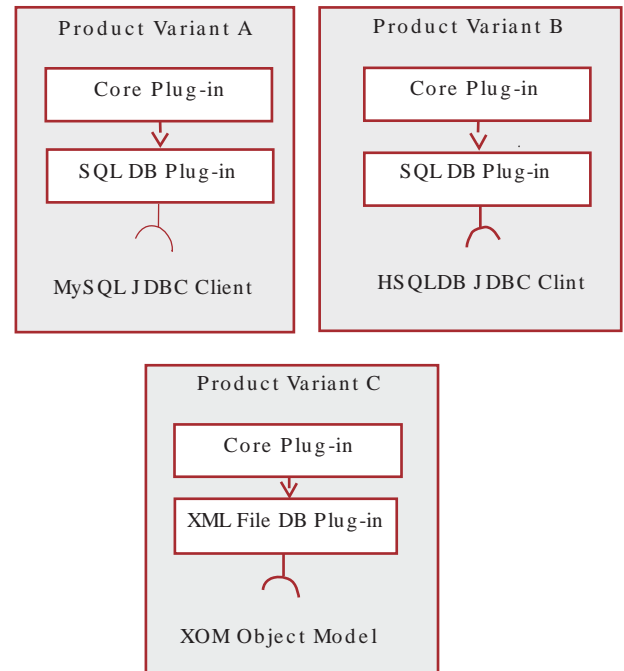 Product Variant A
Core Plug-in
SQL DB Plug-in
MySQL JDBC Client
Product Variant B
Core Plug-in
SQL DB Plug-in
HSQLDB JDBC Clint
Product Variant C
Core Plug-in
XML File DB Plug-in
XOM Object Model